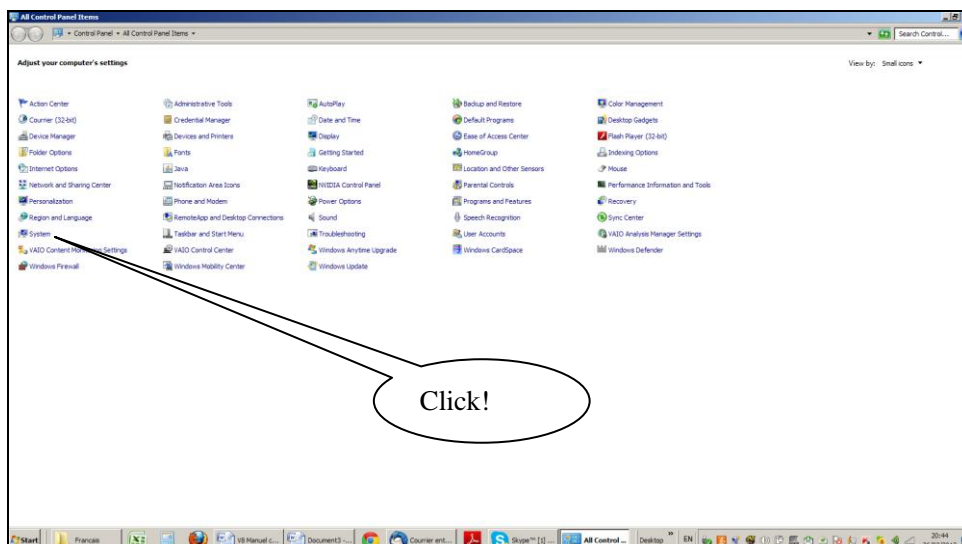 All Control Panel Items
Control Panel All Control Panel Items Search Control...
Adjust your computer's settings View by: Small icons
Action Center Administrative Tools AutoPlay Backup and Restore Color Management
Courrier (32-bit) Credential Manager Date and Time Default Programs Desktop Gadgets
Device Manager Devices and Printers Display Ease of Access Center Flash Player (32-bit)
Folder Options Fonts Getting Started HomeGroup Indexing Options
Internet Options Java Keyboard Location and Other Sensors Mouse
Network and Sharing Center Notification Area Icons NVIDIA Control Panel Parental Controls Performance Information and Tools
Personalization Phone and Modem Power Options Programs and Features Recovery
Region and Language RemoteApp and Desktop Connections Sound Speech Recognition Sync Center
System Taskbar and Start Menu Troubleshooting User Accounts VAIO Analysis Manager Settings
VAIO Content Monitoring Settings VAIO Control Center Windows Anytime Upgrade Windows CardSpace Windows Defender
Windows Firewall Windows Mobility Center Windows Update
Click!
Start Francais V8 Manuel c... Document3 -... Courrier ent... Skype™ [1] ... All Control ... Desktop » EN 20:44